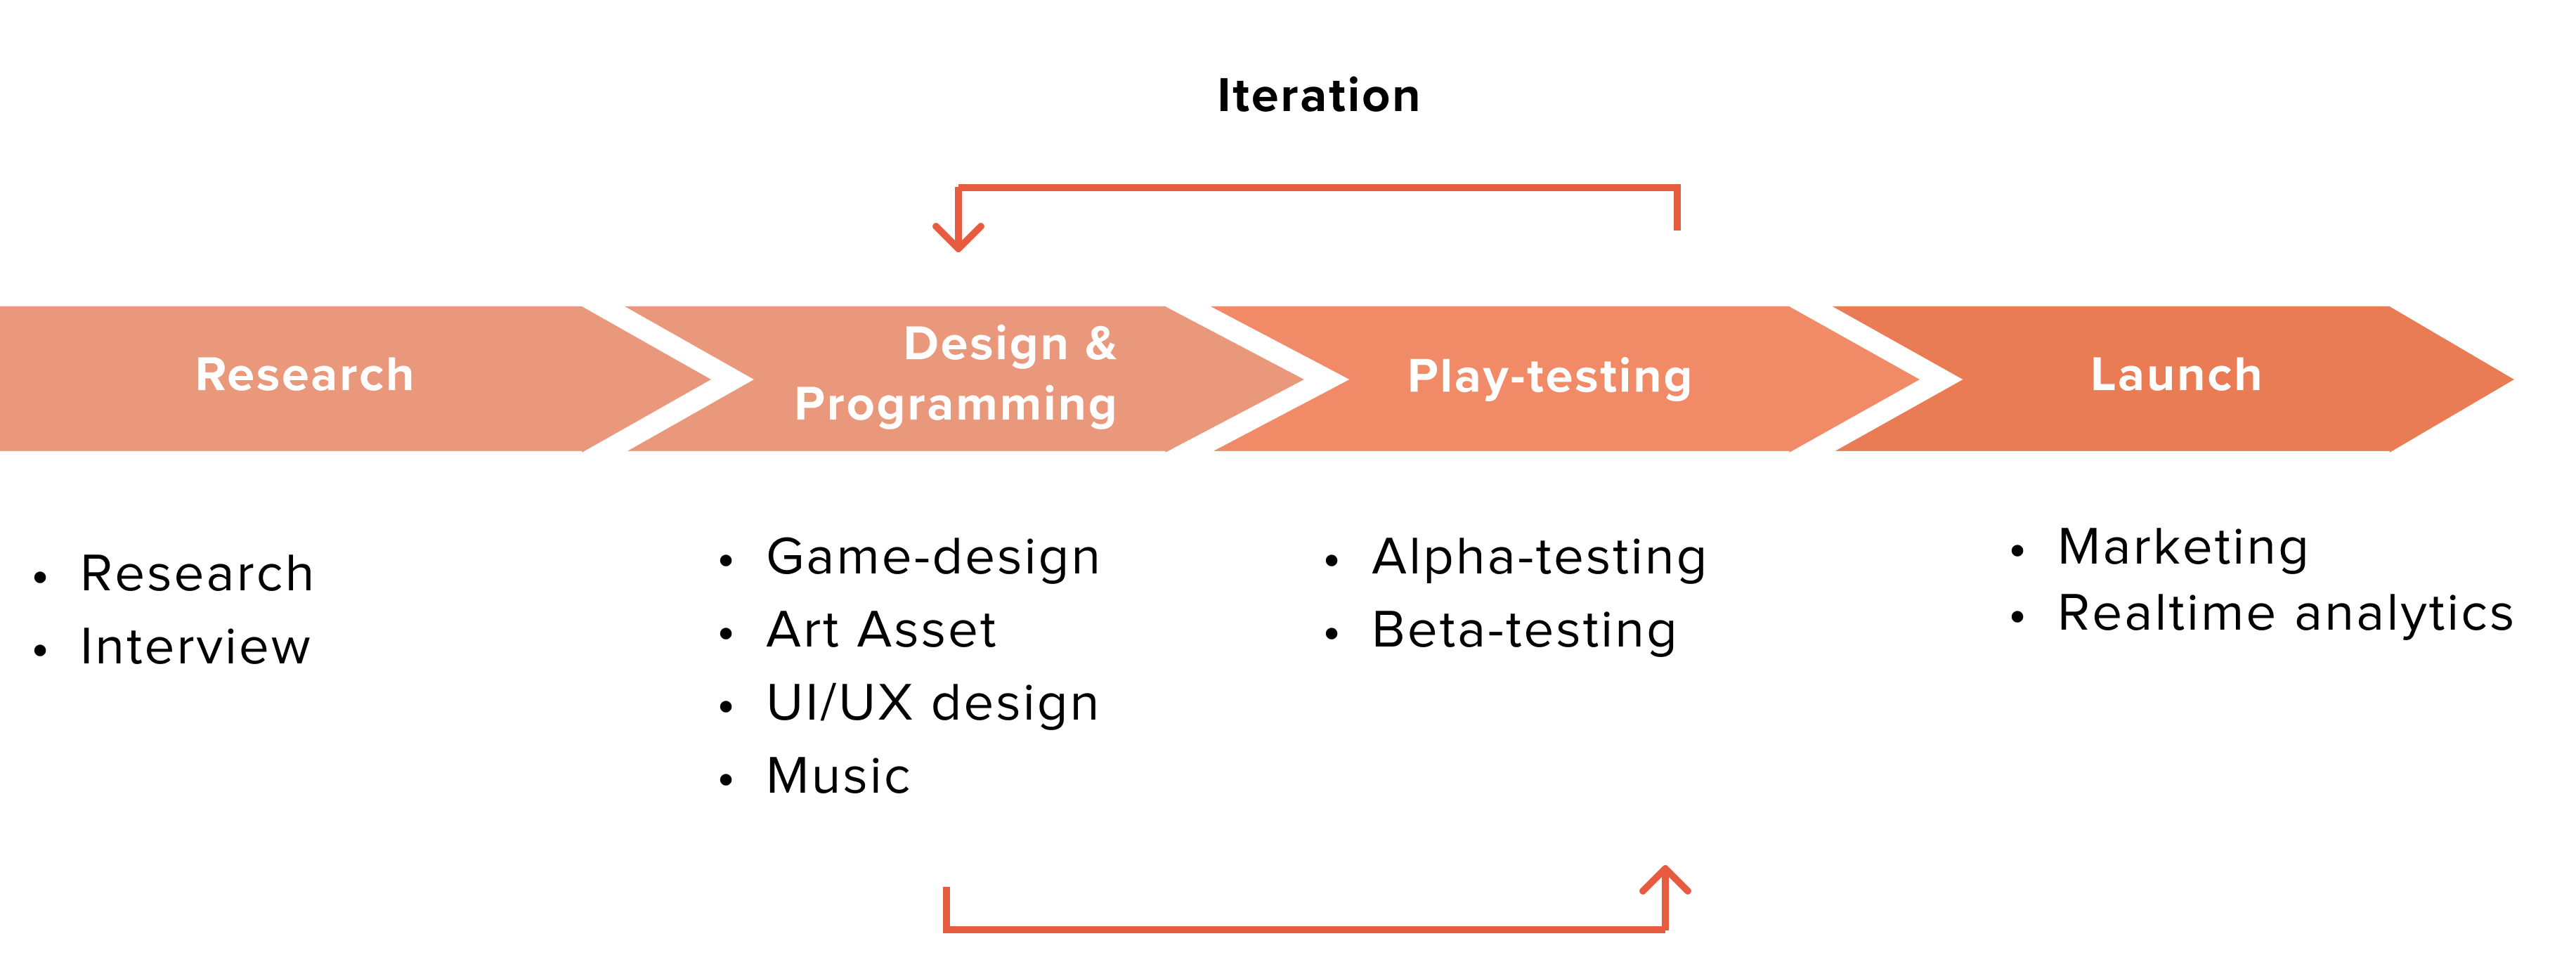 Iteration
Research
Design &
Programming
Play-testing
Launch
• Research
• Interview
• Game-design
• Art Asset
• UI/UX design
• Music
• Alpha-testing
• Beta-testing
• Marketing
• Realtime analytics